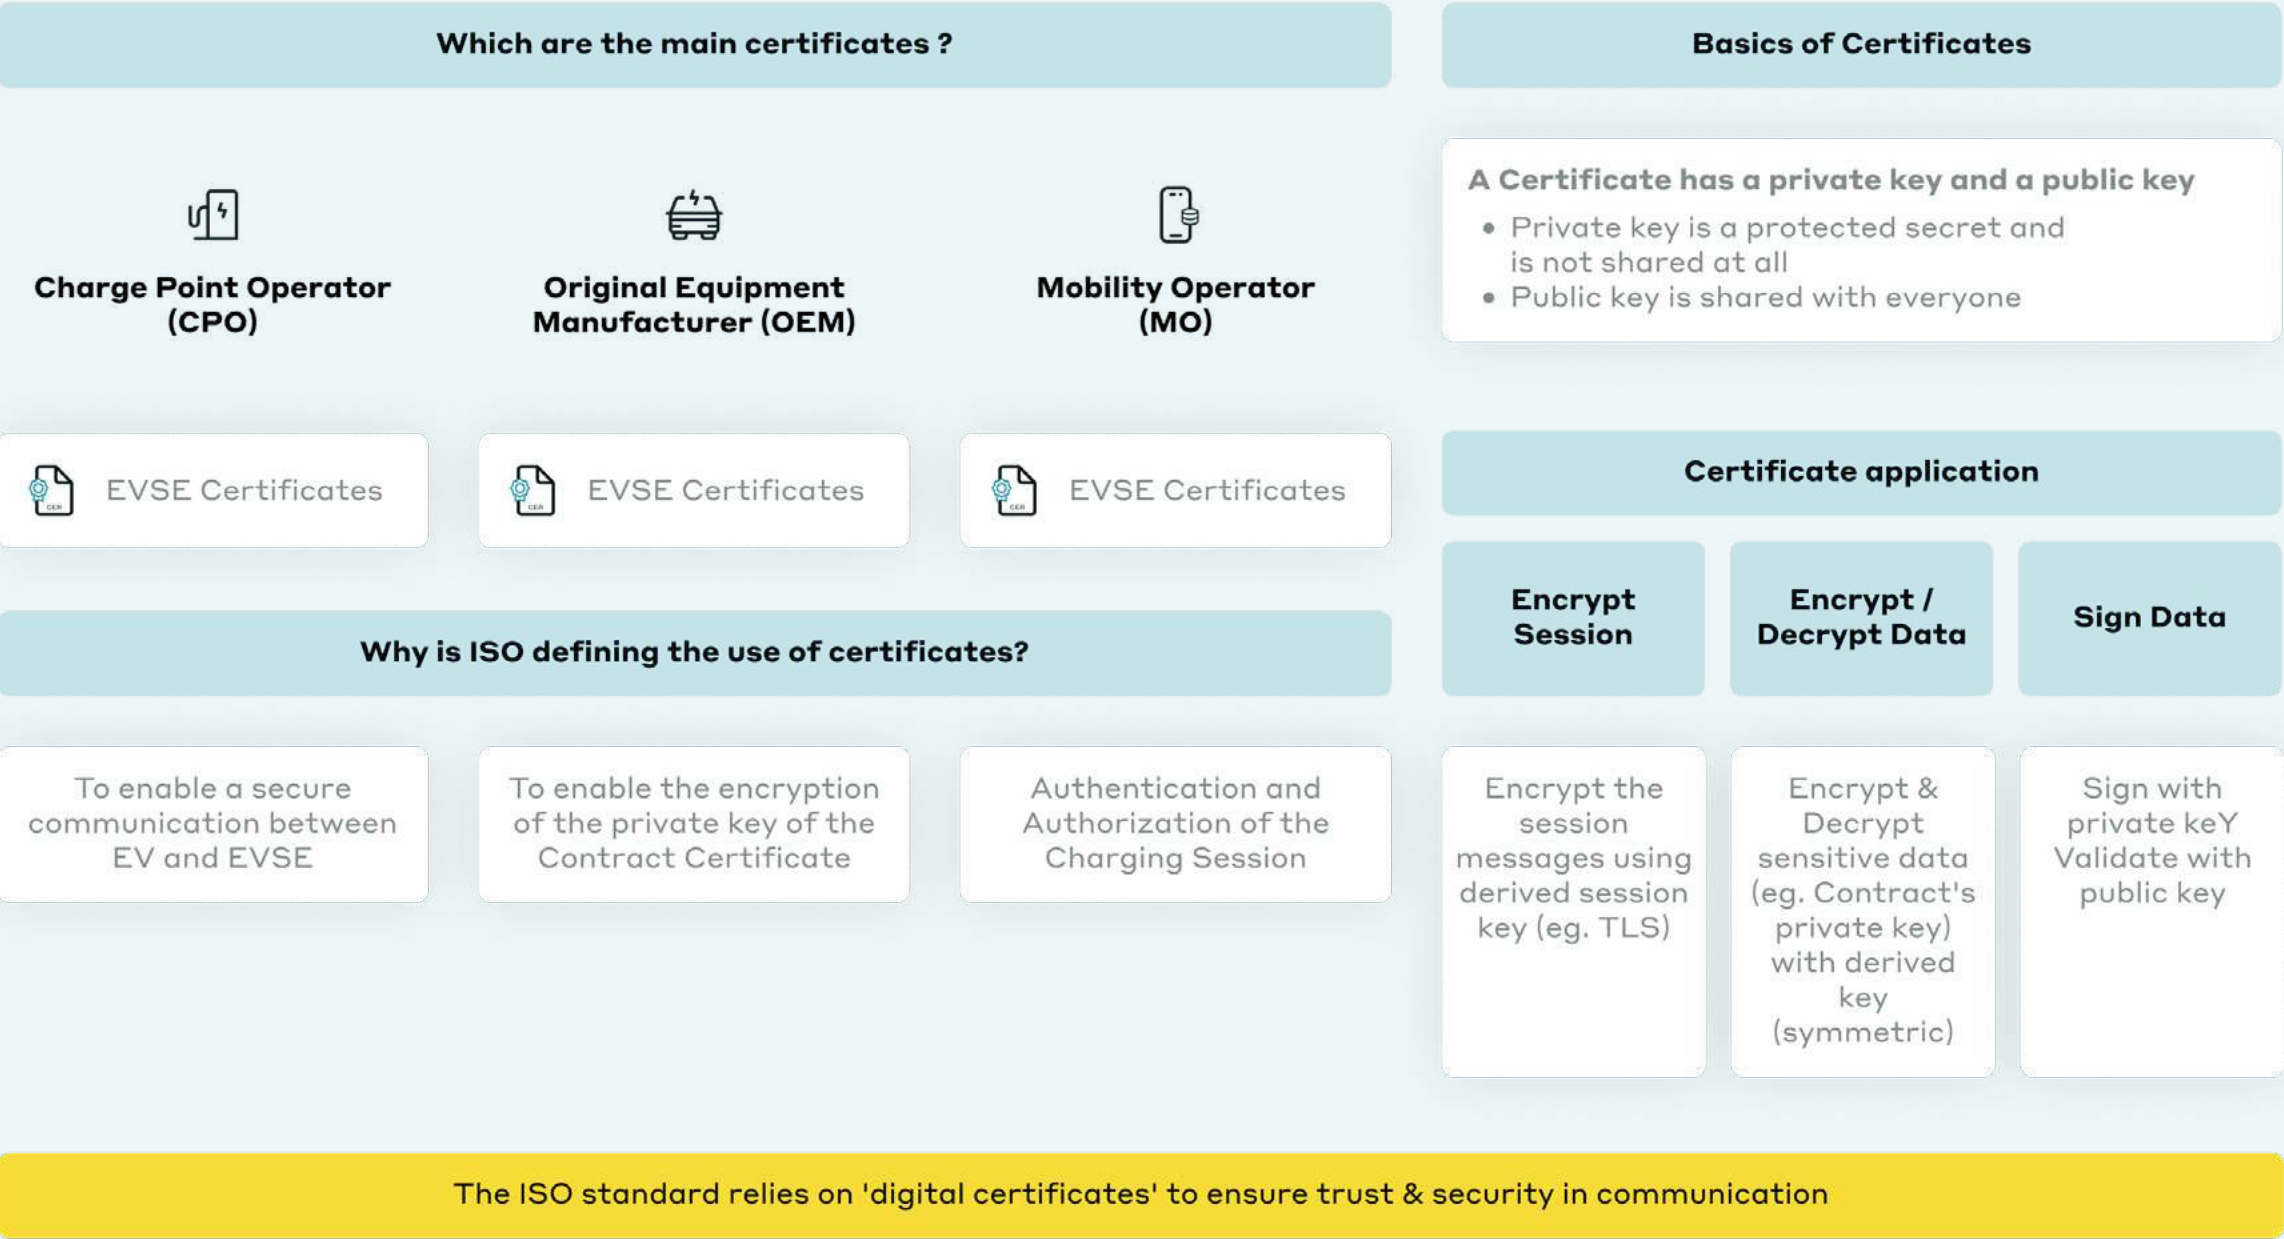 Which are the main certificates ?
Charge Point Operator
(CPO)
Original Equipment
Manufacturer (OEM)
Mobility Operator
(MO)
EVSE Certificates
EVSE Certificates
EVSE Certificates
Why is ISO defining the use of certificates?
To enable a secure
communication between
EV and EVSE
To enable the encryption
of the private key of the
Contract Certificate
Authentication and
Authorization of the
Charging Session
Basics of Certificates
A Certificate has a private key and a public key
• Private key is a protected secret and
is not shared at all
• Public key is shared with everyone
Certificate application
Encrypt
Session
Encrypt /
Decrypt Data
Sign Data
Encrypt the
session
messages using
derived session
key (eg. TLS)
Encrypt &
Decrypt
sensitive data
(eg. Contract's
private key)
with derived
key
(symmetric)
Sign with
private keY
Validate with
public key
The ISO standard relies on 'digital certificates' to ensure trust & security in communication